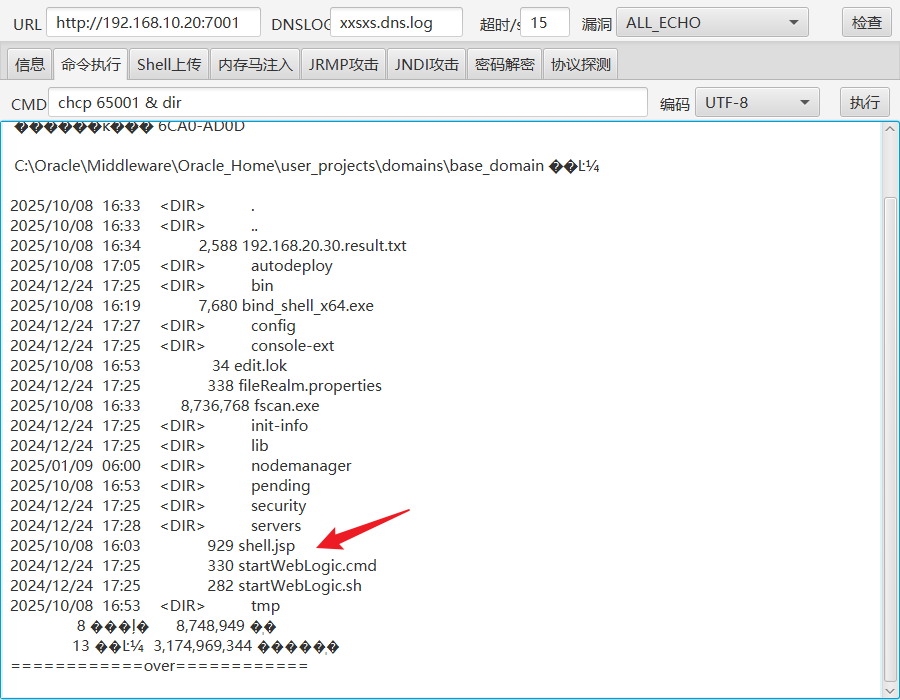 URL http://192.168.10.20:7001 DNSLOG xxsxs.dns.log 超时/s 15 漏洞 ALL_ECHO 检查
信息 命令执行 Shell上传 内存马注入 JRMP攻击 JNDI攻击 密码解密 协议探测
CMD chcp 65001 & dir 编码 UTF-8 执行
6CA0-AD0D
C:\Oracle\Middleware\Oracle_Home\user_projects\domains\base_domain
2025/10/08 16:33 <DIR> .
2025/10/08 16:33 <DIR> ..
2025/10/08 16:34 2,588 192.168.20.30.result.txt
2025/10/08 17:05 <DIR> autodeploy
2024/12/24 17:25 <DIR> bin
2025/10/08 16:19 7,680 bind_shell_x64.exe
2024/12/24 17:27 <DIR> config
2024/12/24 17:25 <DIR> console-ext
2025/10/08 16:53 34 edit.lok
2024/12/24 17:25 338 fileRealm.properties
2025/10/08 16:33 8,736,768 fscan.exe
2024/12/24 17:25 <DIR> init-info
2024/12/24 17:25 <DIR> lib
2025/01/09 06:00 <DIR> nodemanager
2025/10/08 16:53 <DIR> pending
2024/12/24 17:25 <DIR> security
2024/12/24 17:28 <DIR> servers
2025/10/08 16:03 929 shell.jsp
2024/12/24 17:25 330 startWebLogic.cmd
2024/12/24 17:25 282 startWebLogic.sh
2025/10/08 16:53 <DIR> tmp
8 8,748,949
13 3,174,969,344
============over============